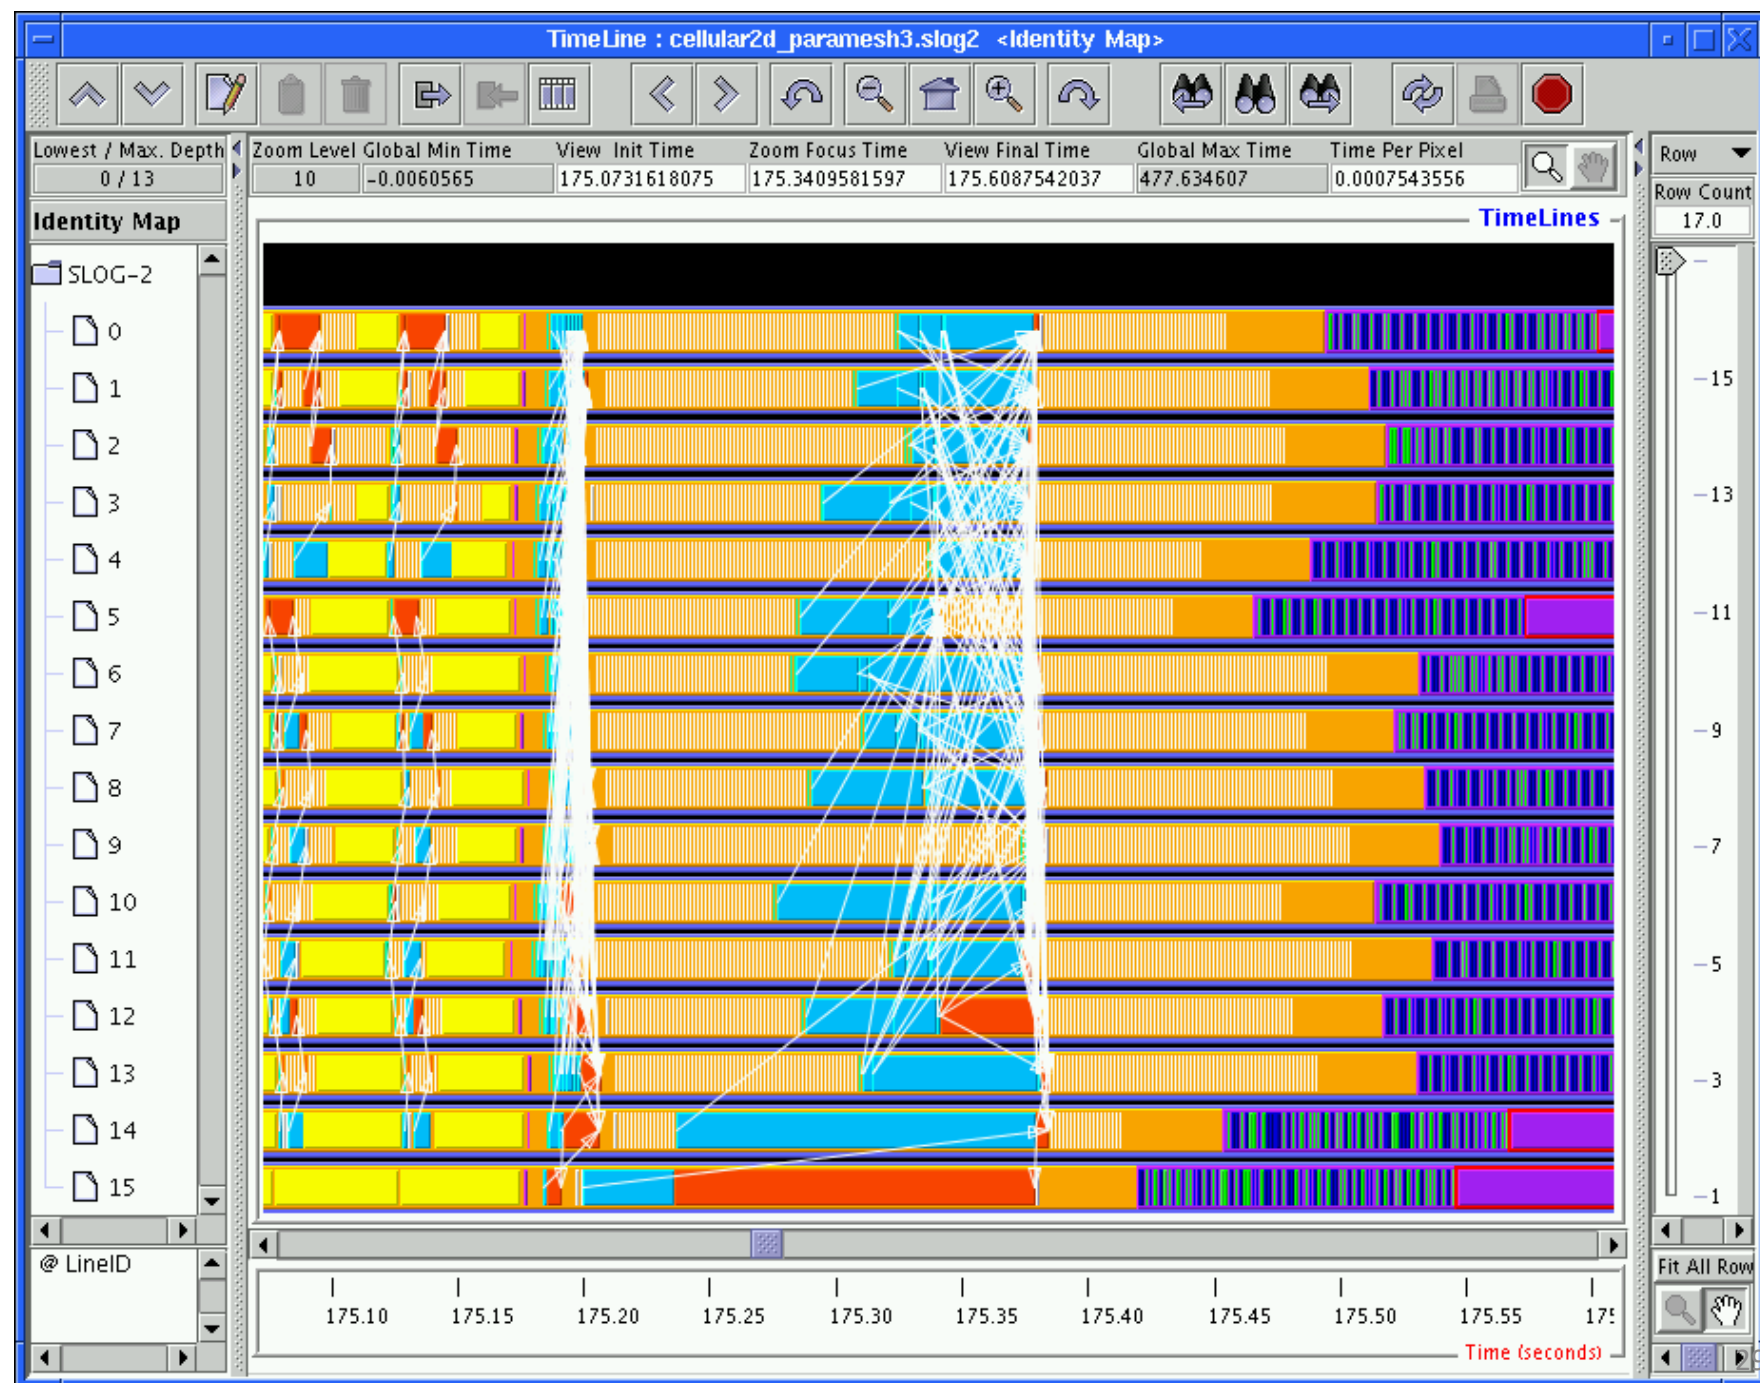 TimeLine : cellular2d_paramesh3.slog2 <Identity Map>
Lowest / Max. Depth Zoom Level Global Min Time View Init Time Zoom Focus Time View Final Time Global Max Time Time Per Pixel Row
0 / 13 10 -0.0060565 175.0731618075 175.3409581597 175.6087542037 477.634607 0.0007543556
Row Count
Identity Map TimeLines 17.0
SLOG-2
0
1
15
2
3
13
4
5
11
6
7
9
8
9
7
10
11
5
12
13
3
14
15
1
@ LineID
Fit All Row
175.10 175.15 175.20 175.25 175.30 175.35 175.40 175.45 175.50 175.55
Time (seconds)